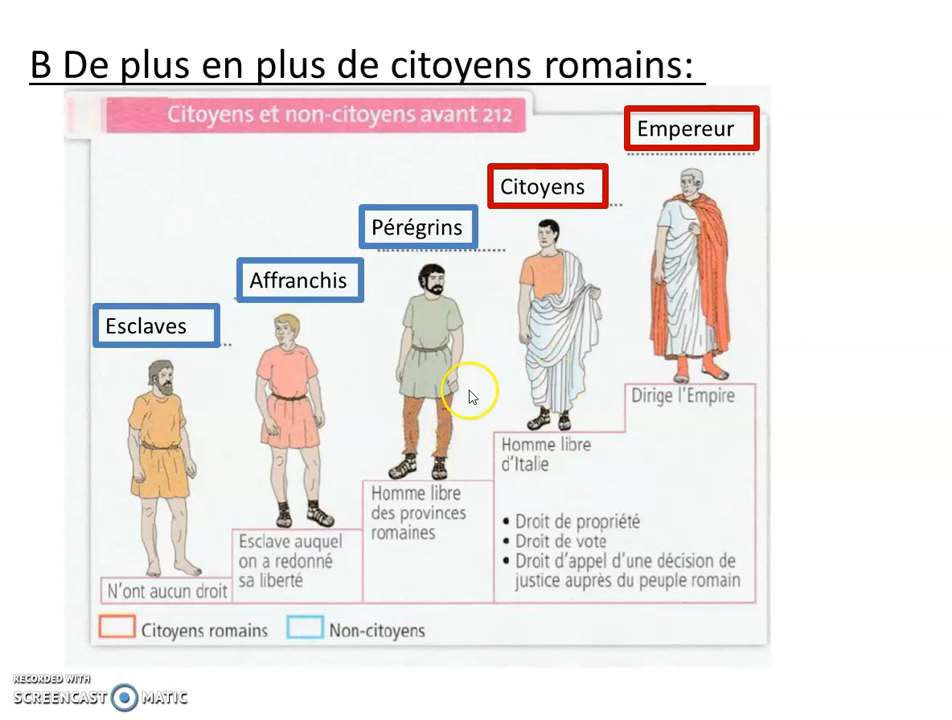 B De plus en plus de citoyens romains:
Citoyens et non-citoyens avant 212
Empereur
Citoyens
Pérégrins
Affranchis
Esclaves
Dirige l'Empire
Homme libre
d'Italie
• Droit de propriété
• Droit de vote
• Droit d'appel d'une décision de
justice auprès du peuple romain
Homme libre
des provinces
romaines
Esclave auquel
on a redonné
sa liberté
N'ont aucun droit
Citoyens romains
Non-citoyens
RECORDED WITH
SCREENCAST MATIC